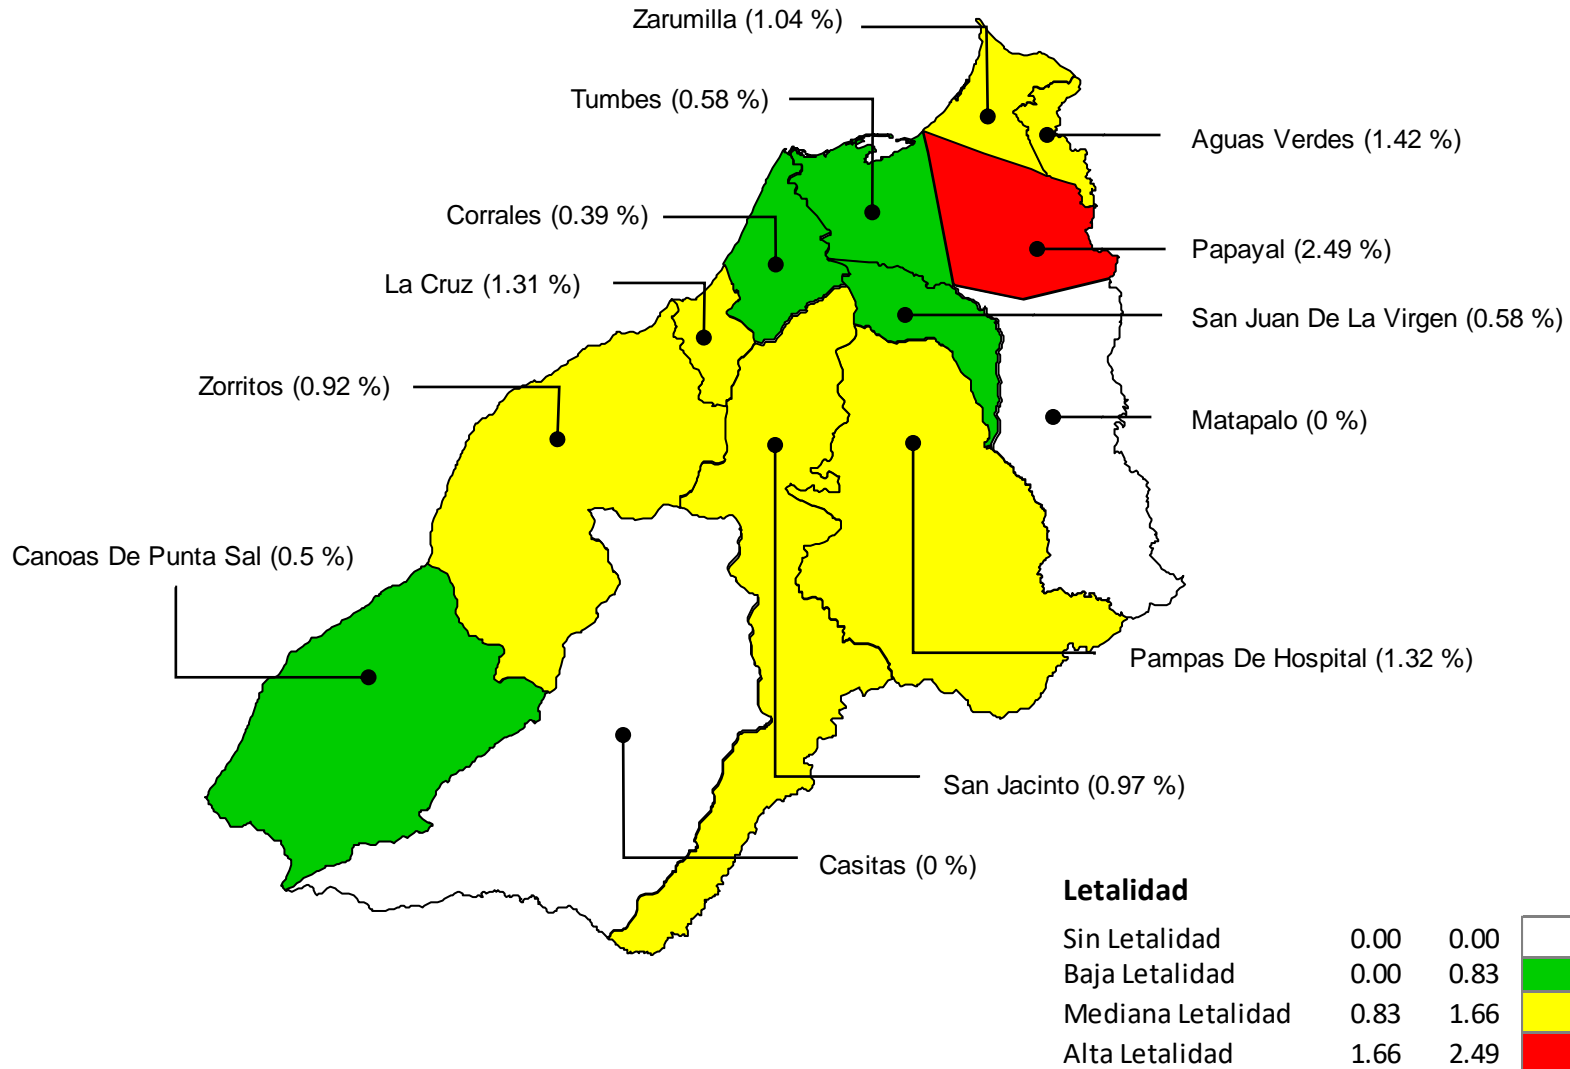 Zarumilla (1.04 %)
Tumbes (0.58 %)
Aguas Verdes (1.42 %)
Corrales (0.39 %)
Papayal (2.49 %)
La Cruz (1.31 %)
San Juan De La Virgen (0.58 %)
Zorritos (0.92 %)
Matapalo (0 %)
Canoas De Punta Sal (0.5 %)
Pampas De Hospital (1.32 %)
San Jacinto (0.97 %)
Casitas (0 %)
Letalidad
Sin Letalidad 0.00 0.00
Baja Letalidad 0.00 0.83
Mediana Letalidad 0.83 1.66
Alta Letalidad 1.66 2.49